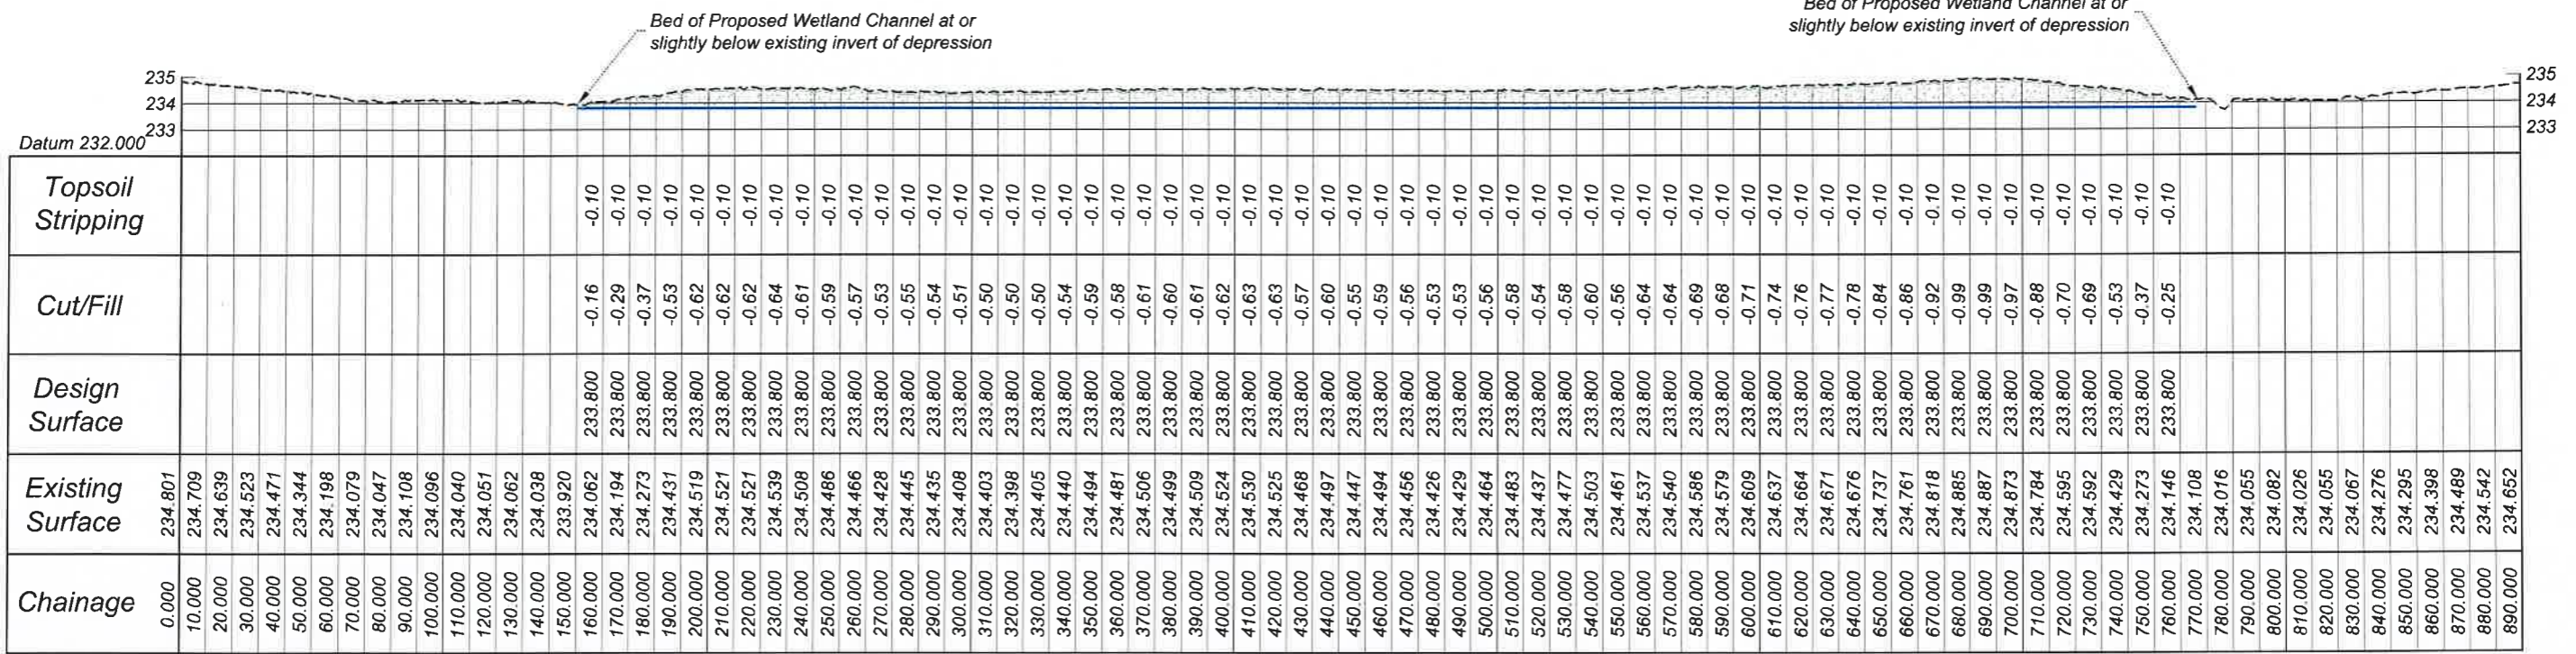 Bed of Proposed Wetland Channel at or
slightly below existing invert of depression
Bed of Proposed Wetland Channel at or
slightly below existing invert of depression
235
234
233
Datum 232.000
235
234
233
Topsoil
Stripping
-0.10 -0.10 -0.10 -0.10 -0.10 -0.10 -0.10 -0.10 -0.10 -0.10 -0.10 -0.10 -0.10 -0.10 -0.10 -0.10 -0.10 -0.10 -0.10 -0.10 -0.10 -0.10 -0.10 -0.10 -0.10 -0.10 -0.10 -0.10 -0.10 -0.10 -0.10 -0.10 -0.10 -0.10 -0.10 -0.10 -0.10 -0.10 -0.10 -0.10 -0.10 -0.10 -0.10 -0.10 -0.10 -0.10 -0.10 -0.10 -0.10 -0.10 -0.10 -0.10 -0.10 -0.10 -0.10 -0.10 -0.10 -0.10 -0.10 -0.10 -0.10
Cut/Fill
-0.16 -0.29 -0.37 -0.53 -0.62 -0.62 -0.62 -0.64 -0.61 -0.59 -0.57 -0.53 -0.55 -0.54 -0.51 -0.50 -0.50 -0.50 -0.54 -0.59 -0.58 -0.61 -0.60 -0.61 -0.62 -0.63 -0.63 -0.57 -0.60 -0.55 -0.59 -0.56 -0.53 -0.53 -0.56 -0.58 -0.54 -0.58 -0.60 -0.56 -0.64 -0.64 -0.69 -0.68 -0.71 -0.74 -0.76 -0.77 -0.78 -0.84 -0.86 -0.92 -0.99 -0.99 -0.97 -0.88 -0.70 -0.69 -0.53 -0.37 -0.25
Design
Surface
233.800 233.800 233.800 233.800 233.800 233.800 233.800 233.800 233.800 233.800 233.800 233.800 233.800 233.800 233.800 233.800 233.800 233.800 233.800 233.800 233.800 233.800 233.800 233.800 233.800 233.800 233.800 233.800 233.800 233.800 233.800 233.800 233.800 233.800 233.800 233.800 233.800 233.800 233.800 233.800 233.800 233.800 233.800 233.800 233.800 233.800 233.800 233.800 233.800 233.800 233.800 233.800 233.800 233.800 233.800 233.800 233.800 233.800 233.800 233.800 233.800
Existing
Surface
234.801 234.709 234.639 234.523 234.471 234.344 234.198 234.079 234.047 234.108 234.096 234.040 234.051 234.062 234.038 233.920 234.062 234.194 234.273 234.431 234.519 234.521 234.521 234.539 234.508 234.486 234.466 234.428 234.445 234.435 234.408 234.403 234.398 234.405 234.440 234.494 234.481 234.506 234.499 234.509 234.524 234.530 234.525 234.468 234.497 234.447 234.494 234.456 234.426 234.429 234.464 234.483 234.437 234.477 234.503 234.461 234.537 234.540 234.586 234.579 234.609 234.637 234.664 234.671 234.676 234.737 234.761 234.818 234.885 234.887 234.873 234.784 234.595 234.592 234.429 234.273 234.146 234.108 234.016 234.055 234.082 234.026 234.055 234.067 234.276 234.295 234.398 234.489 234.542 234.652
Chainage
0.000 10.000 20.000 30.000 40.000 50.000 60.000 70.000 80.000 90.000 100.000 110.000 120.000 130.000 140.000 150.000 160.000 170.000 180.000 190.000 200.000 210.000 220.000 230.000 240.000 250.000 260.000 270.000 280.000 290.000 300.000 310.000 320.000 330.000 340.000 350.000 360.000 370.000 380.000 390.000 400.000 410.000 420.000 430.000 440.000 450.000 460.000 470.000 480.000 490.000 500.000 510.000 520.000 530.000 540.000 550.000 560.000 570.000 580.000 590.000 600.000 610.000 620.000 630.000 640.000 650.000 660.000 670.000 680.000 690.000 700.000 710.000 720.000 730.000 740.000 750.000 760.000 770.000 780.000 790.000 800.000 810.000 820.000 830.000 840.000 850.000 860.000 870.000 880.000 890.000